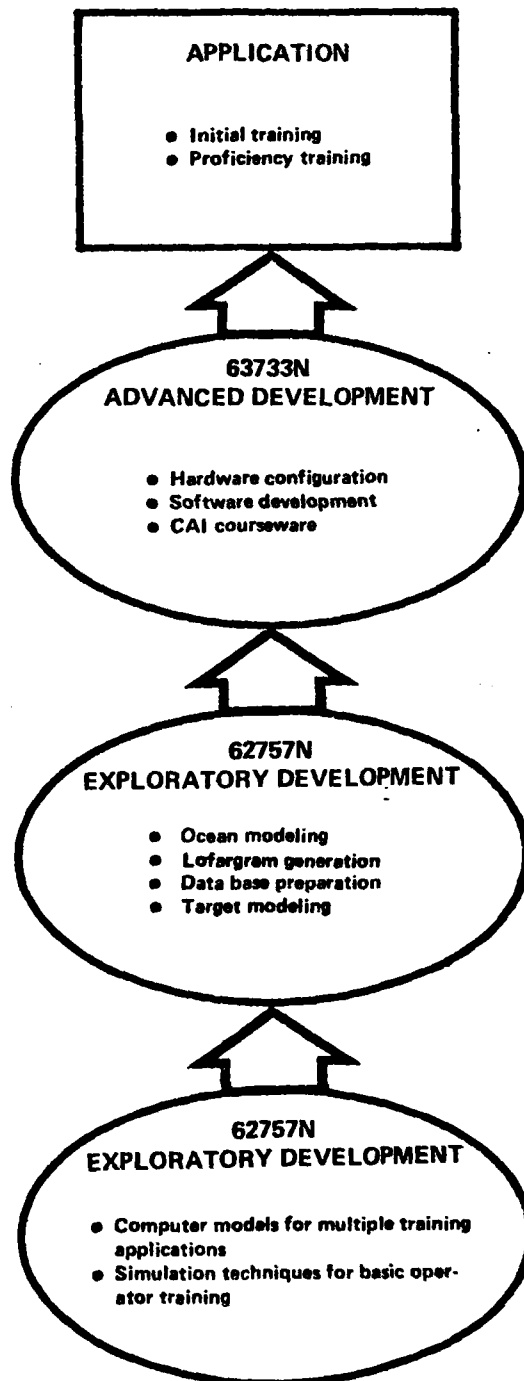 APPLICATION
● Initial training
● Proficiency training
63733N
ADVANCED DEVELOPMENT
● Hardware configuration
● Software development
● CAI courseware
62757N
EXPLORATORY DEVELOPMENT
● Ocean modeling
● Lofargram generation
● Data base preparation
● Target modeling
62757N
EXPLORATORY DEVELOPMENT
● Computer models for multiple training
applications
● Simulation techniques for basic oper-
ator training